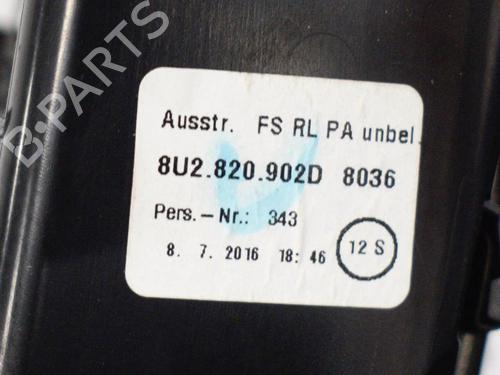 B·PARTS
Ausstr. FS RL PA unbel.
8U2.820.902D 8036
Pers.-Nr.: 343
8. 7. 2016 18:46 12 S